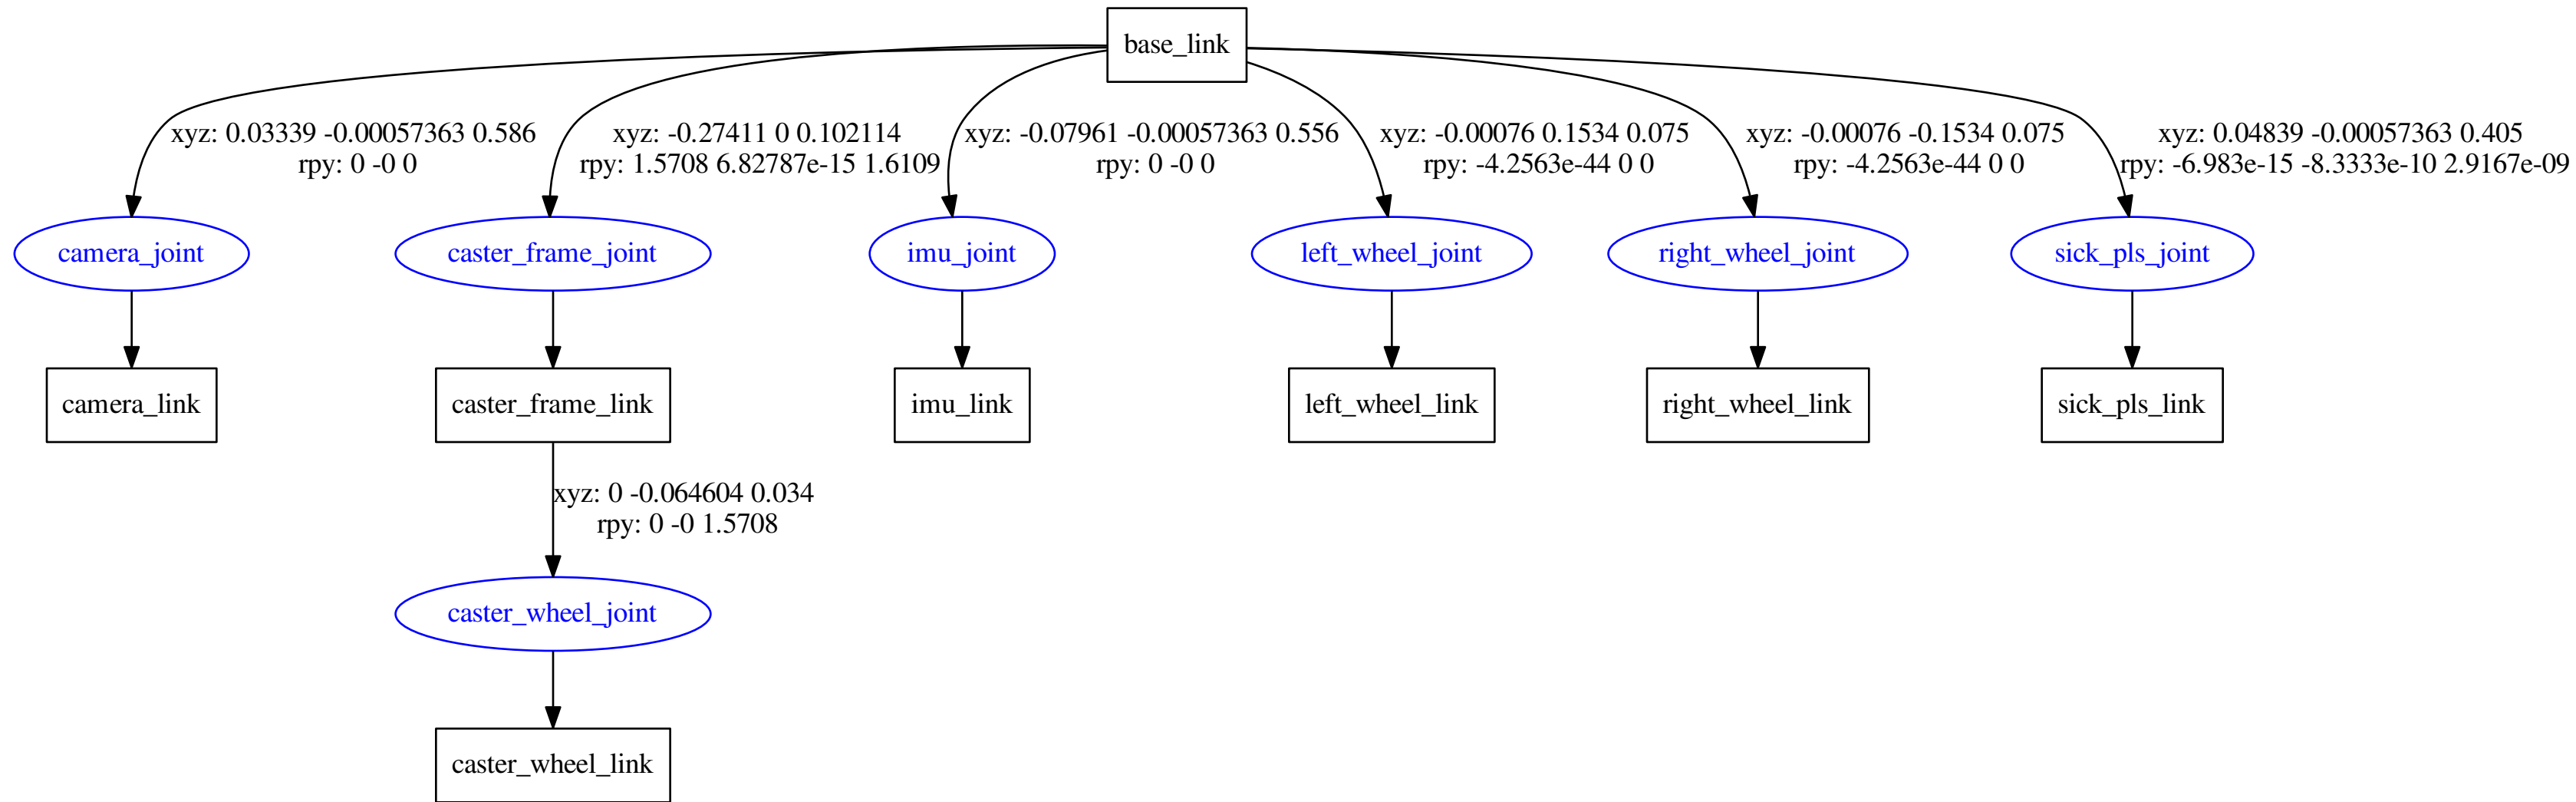 base_link
xyz: 0.03339 -0.00057363 0.586
rpy: 0 -0 0
xyz: -0.27411 0 0.102114
rpy: 1.5708 6.82787e-15 1.6109
xyz: -0.07961 -0.00057363 0.556
rpy: 0 -0 0
xyz: -0.00076 0.1534 0.075
rpy: -4.2563e-44 0 0
xyz: -0.00076 -0.1534 0.075
rpy: -4.2563e-44 0 0
xyz: 0.04839 -0.00057363 0.405
rpy: -6.983e-15 -8.3333e-10 2.9167e-09
camera_joint
caster_frame_joint
imu_joint
left_wheel_joint
right_wheel_joint
sick_pls_joint
camera_link
caster_frame_link
imu_link
left_wheel_link
right_wheel_link
sick_pls_link
xyz: 0 -0.064604 0.034
rpy: 0 -0 1.5708
caster_wheel_joint
caster_wheel_link